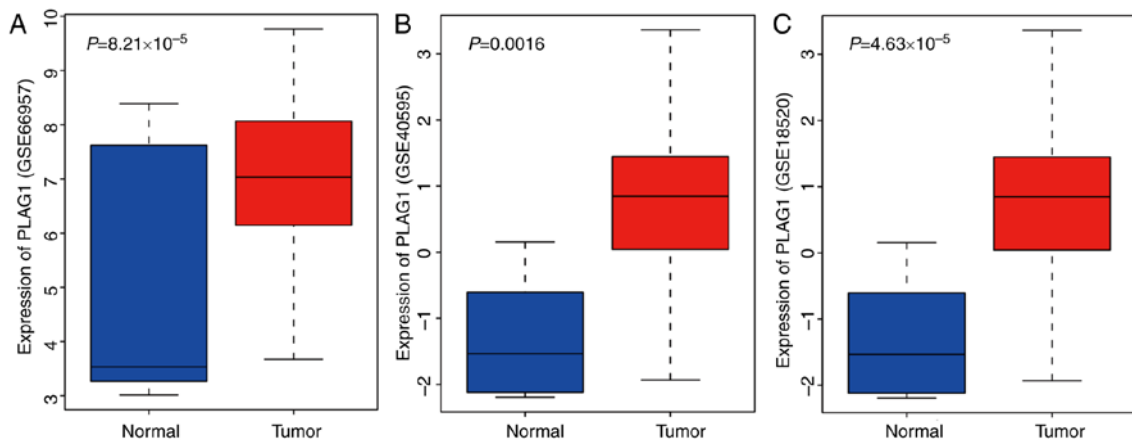 A
P=8.21×10⁻⁵
Expression of PLAG1 (GSE66957)
10
9
8
7
6
5
4
3
Normal Tumor
B
P=0.0016
Expression of PLAG1 (GSE40595)
3
2
1
0
−1
−2
Normal Tumor
C
P=4.63×10⁻⁵
Expression of PLAG1 (GSE18520)
3
2
1
0
−1
−2
Normal Tumor